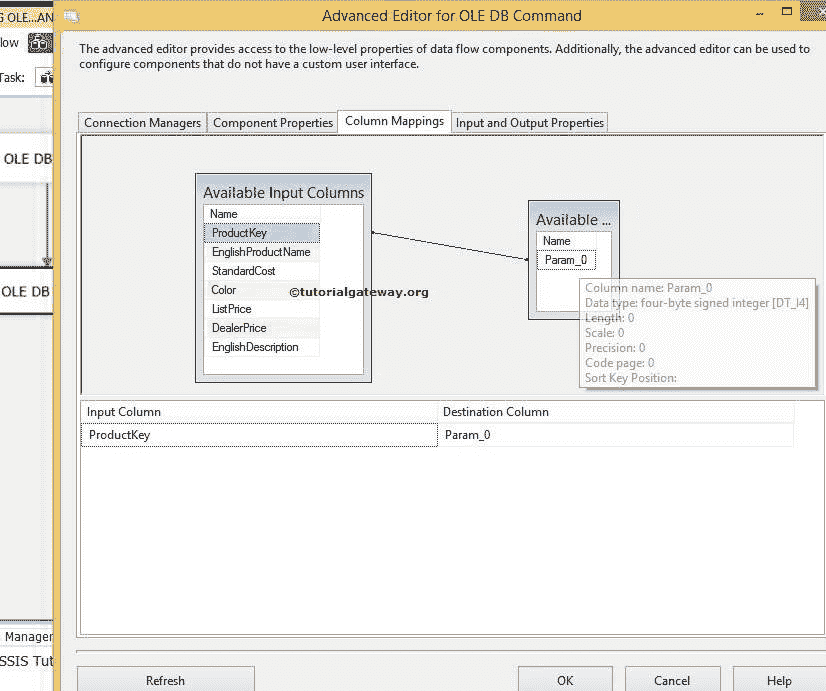 G OLE...AN
Advanced Editor for OLE DB Command
low
The advanced editor provides access to the low-level properties of data flow components. Additionally, the advanced editor can be used to
configure components that do not have a custom user interface.
Task:
Connection Managers
Component Properties
Column Mappings
Input and Output Properties
OLE DB
Available Input Columns
Name
ProductKey
EnglishProductName
StandardCost
Color
ListPrice
DealerPrice
EnglishDescription
©tutorialgateway.org
Available ...
Name
Param_0
Column name: Param_0
Data type: four-byte signed integer [DT_I4]
Length: 0
Scale: 0
Precision: 0
Code page: 0
Sort Key Position:
OLE DB
Input Column
Destination Column
ProductKey
Param_0
Manager
SSIS Tut
Refresh
OK
Cancel
Help